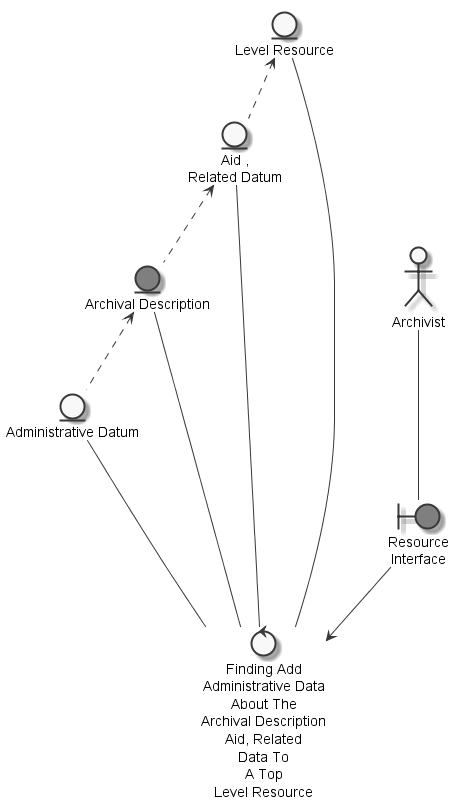 Level Resource
Aid ,
Related Datum
Archival Description
Archivist
Administrative Datum
Resource
Interface
Finding Add
Administrative Data
About The
Archival Description
Aid, Related
Data To
A Top
Level Resource